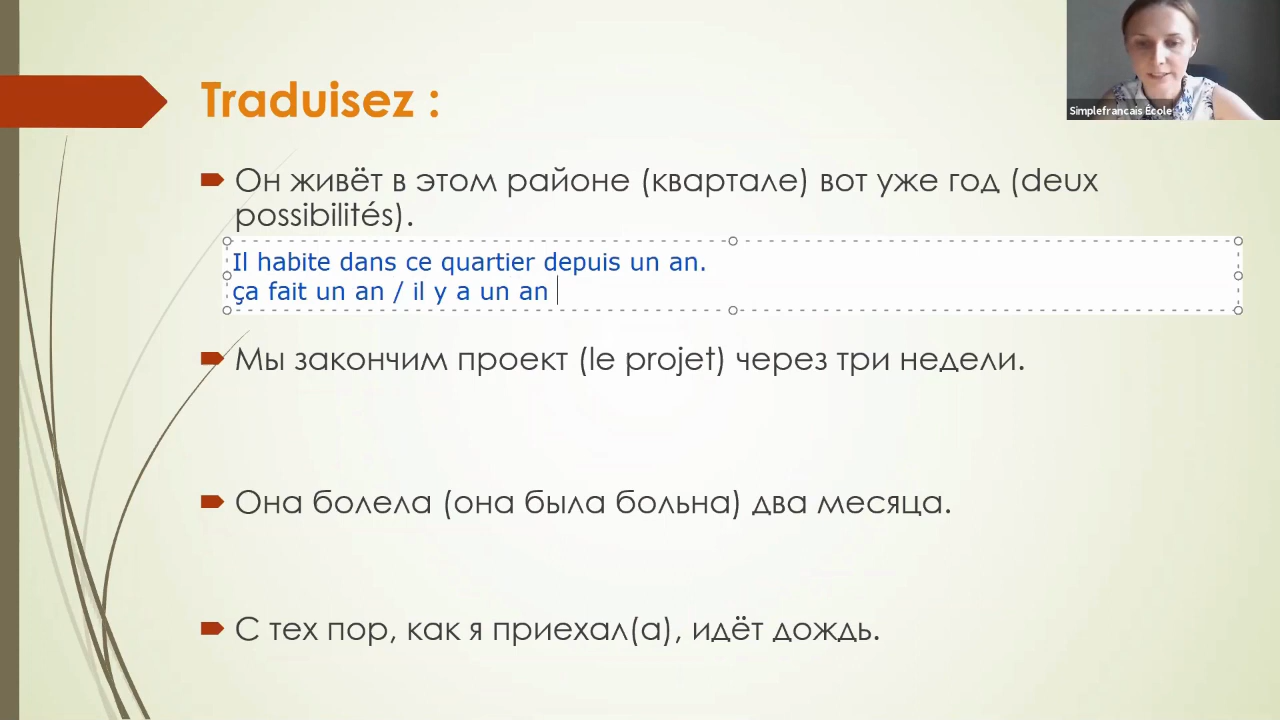 Simplefrancais Ecole
Traduisez :
Он живёт в этом районе (квартале) вот уже год (deux
possibilités).
Il habite dans ce quartier depuis un an.
ça fait un an / il y a un an
Мы закончим проект (le projet) через три недели.
Она болела (она была больна) два месяца.
С тех пор, как я приехал(а), идёт дождь.